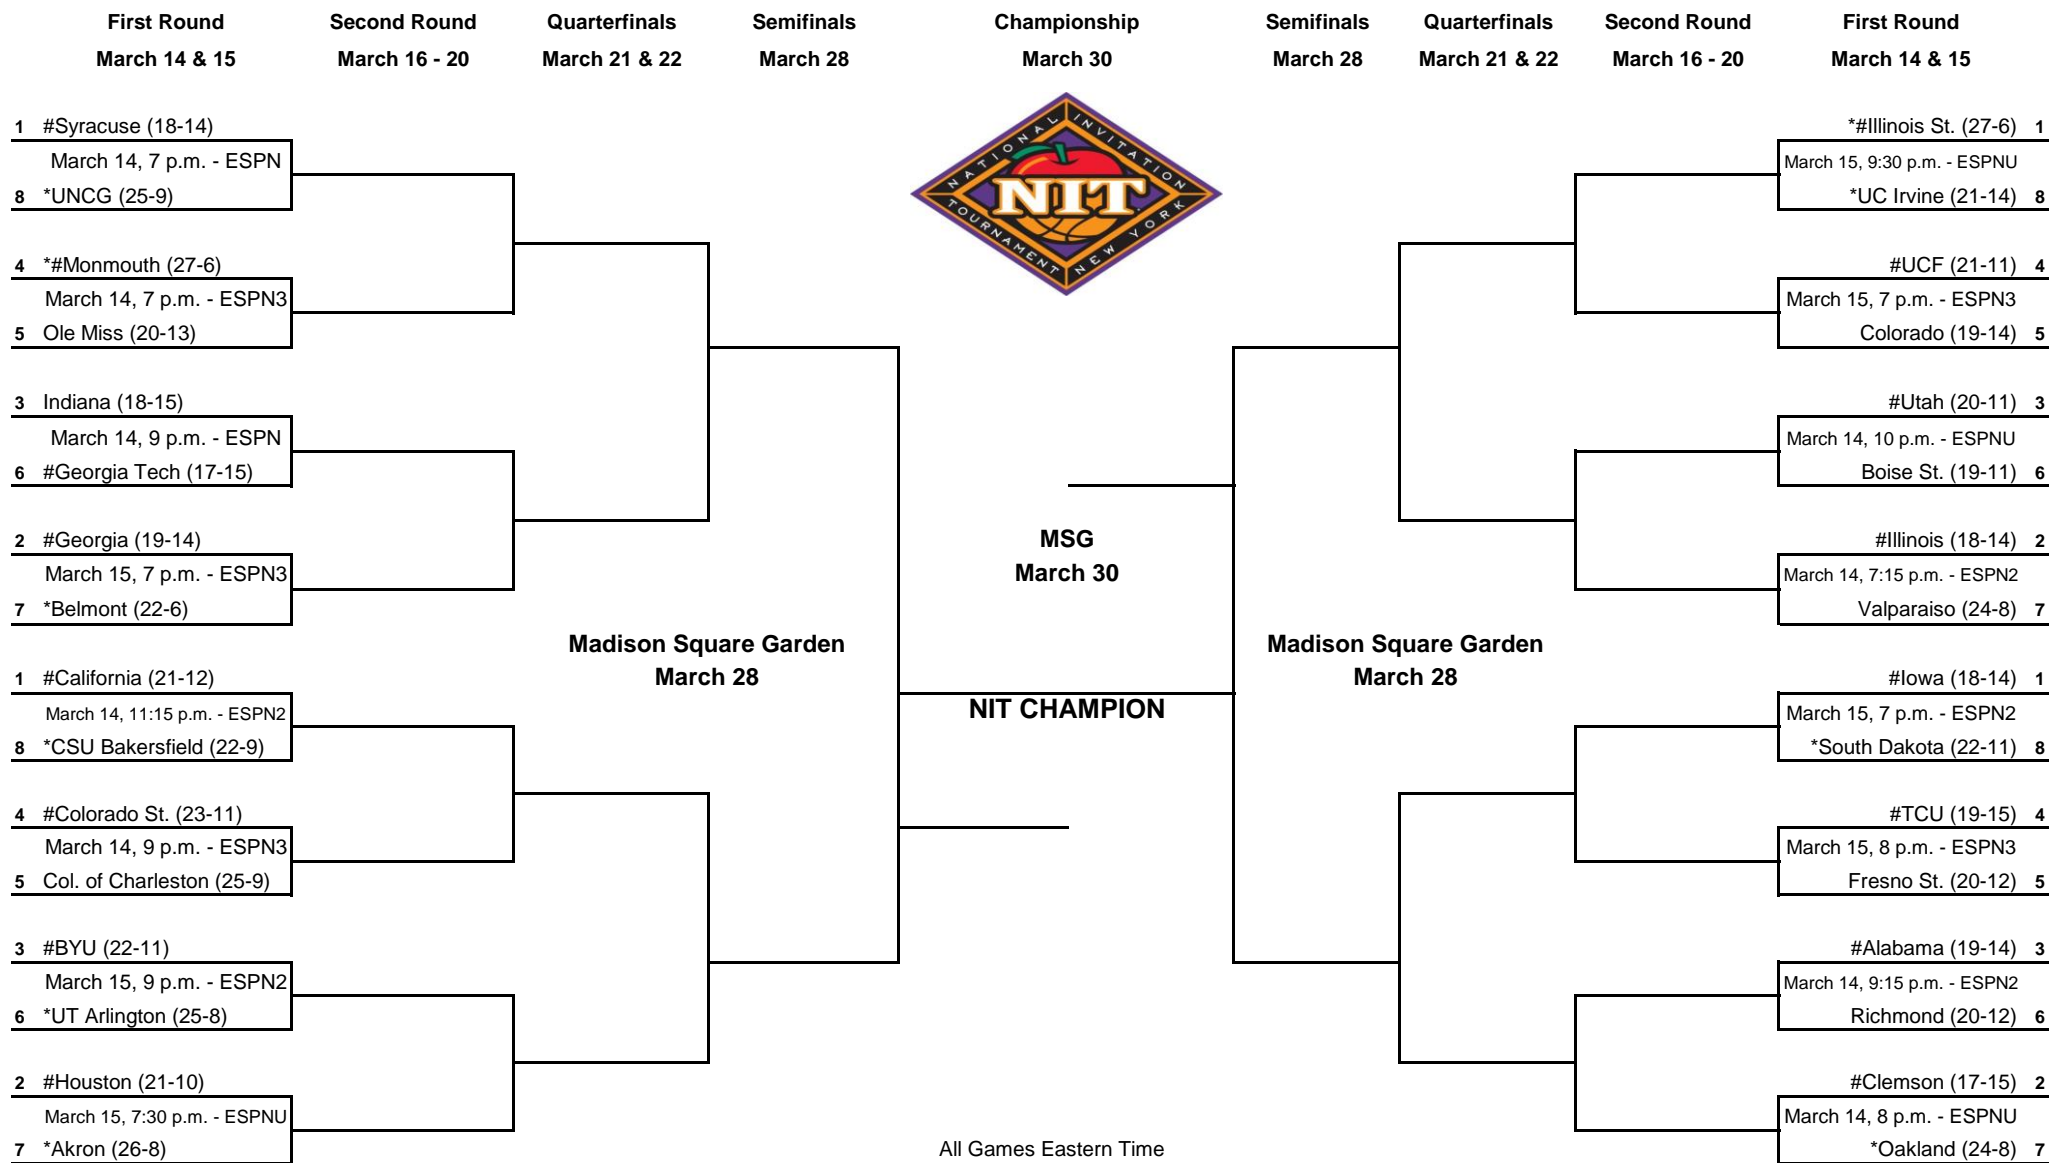 First Round Second Round Quarterfinals Semifinals Championship Semifinals Quarterfinals Second Round First Round
March 14 & 15 March 16 - 20 March 21 & 22 March 28 March 30 March 28 March 21 & 22 March 16 - 20 March 14 & 15
NATIONAL INVITATION
NIT
TOURNAMENT NEW YORK
1 #Syracuse (18-14)
March 14, 7 p.m. - ESPN
8 *UNCG (25-9)
4 *#Monmouth (27-6)
March 14, 7 p.m. - ESPN3
5 Ole Miss (20-13)
3 Indiana (18-15)
March 14, 9 p.m. - ESPN
6 #Georgia Tech (17-15)
2 #Georgia (19-14)
March 15, 7 p.m. - ESPN3
7 *Belmont (22-6)
1 #California (21-12)
March 14, 11:15 p.m. - ESPN2
8 *CSU Bakersfield (22-9)
4 #Colorado St. (23-11)
March 14, 9 p.m. - ESPN3
5 Col. of Charleston (25-9)
3 #BYU (22-11)
March 15, 9 p.m. - ESPN2
6 *UT Arlington (25-8)
2 #Houston (21-10)
March 15, 7:30 p.m. - ESPNU
7 *Akron (26-8)
Madison Square Garden
March 28
MSG
March 30
NIT CHAMPION
Madison Square Garden
March 28
All Games Eastern Time
*#Illinois St. (27-6) 1
March 15, 9:30 p.m. - ESPNU
*UC Irvine (21-14) 8
#UCF (21-11) 4
March 15, 7 p.m. - ESPN3
Colorado (19-14) 5
#Utah (20-11) 3
March 14, 10 p.m. - ESPNU
Boise St. (19-11) 6
#Illinois (18-14) 2
March 14, 7:15 p.m. - ESPN2
Valparaiso (24-8) 7
#Iowa (18-14) 1
March 15, 7 p.m. - ESPN2
*South Dakota (22-11) 8
#TCU (19-15) 4
March 15, 8 p.m. - ESPN3
Fresno St. (20-12) 5
#Alabama (19-14) 3
March 14, 9:15 p.m. - ESPN2
Richmond (20-12) 6
#Clemson (17-15) 2
March 14, 8 p.m. - ESPNU
*Oakland (24-8) 7